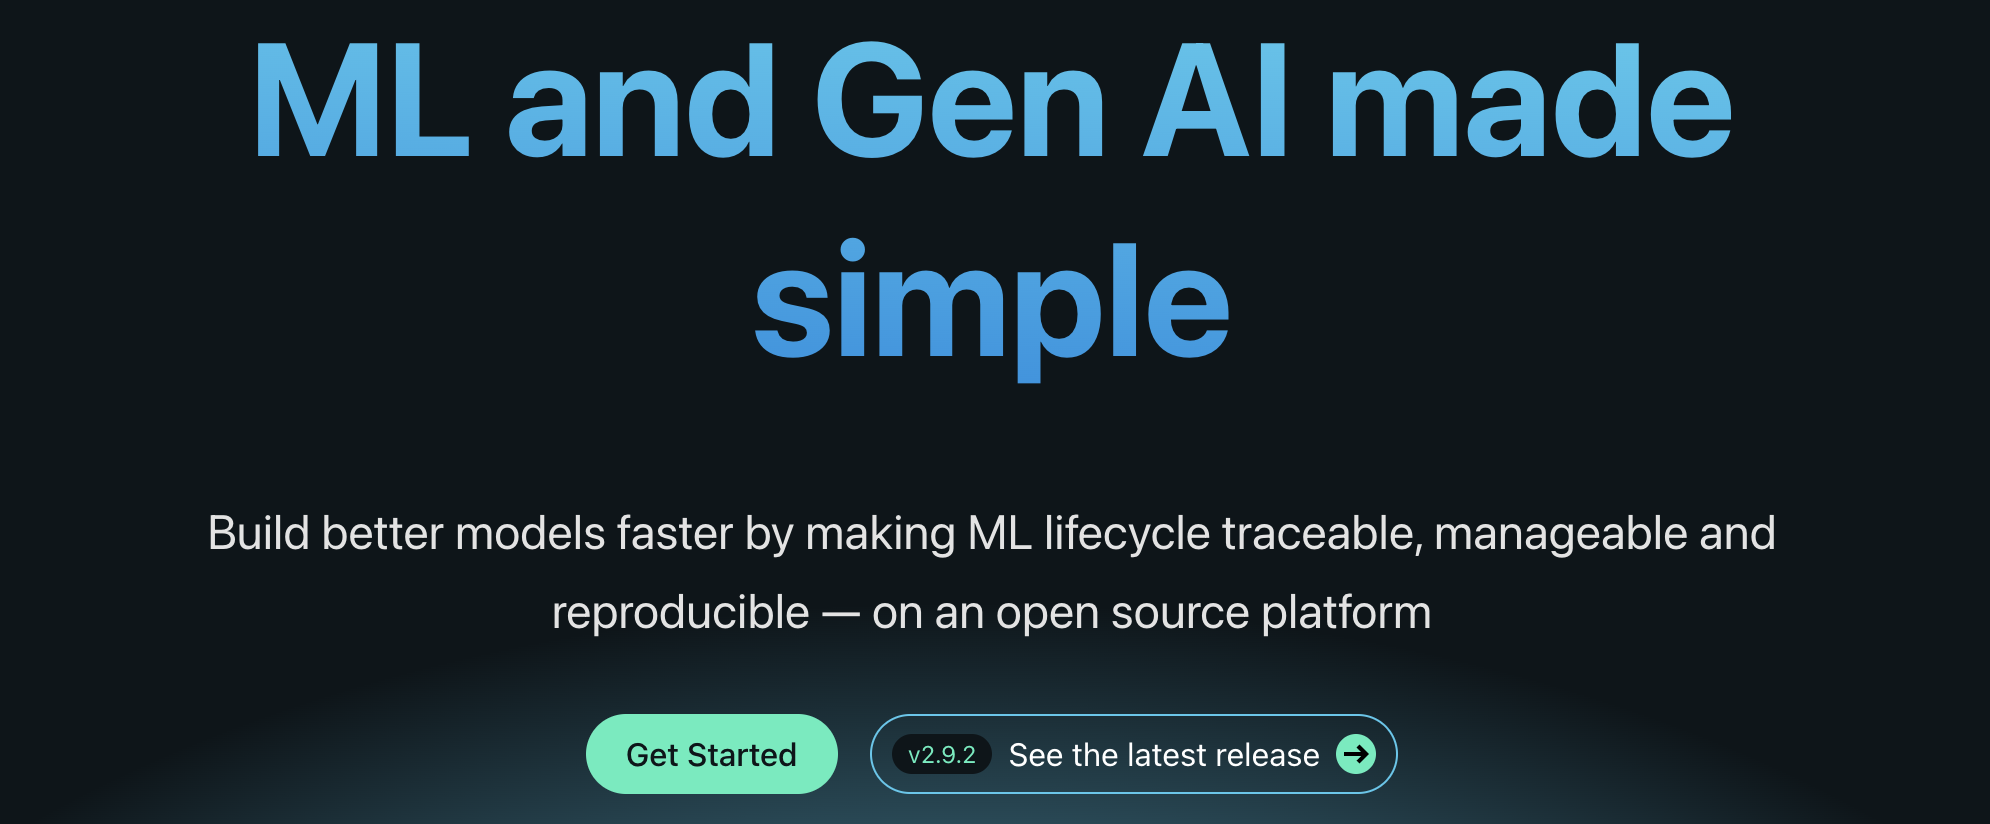 ML and Gen AI made
simple
Build better models faster by making ML lifecycle traceable, manageable and
reproducible — on an open source platform
Get Started
v2.9.2 See the latest release